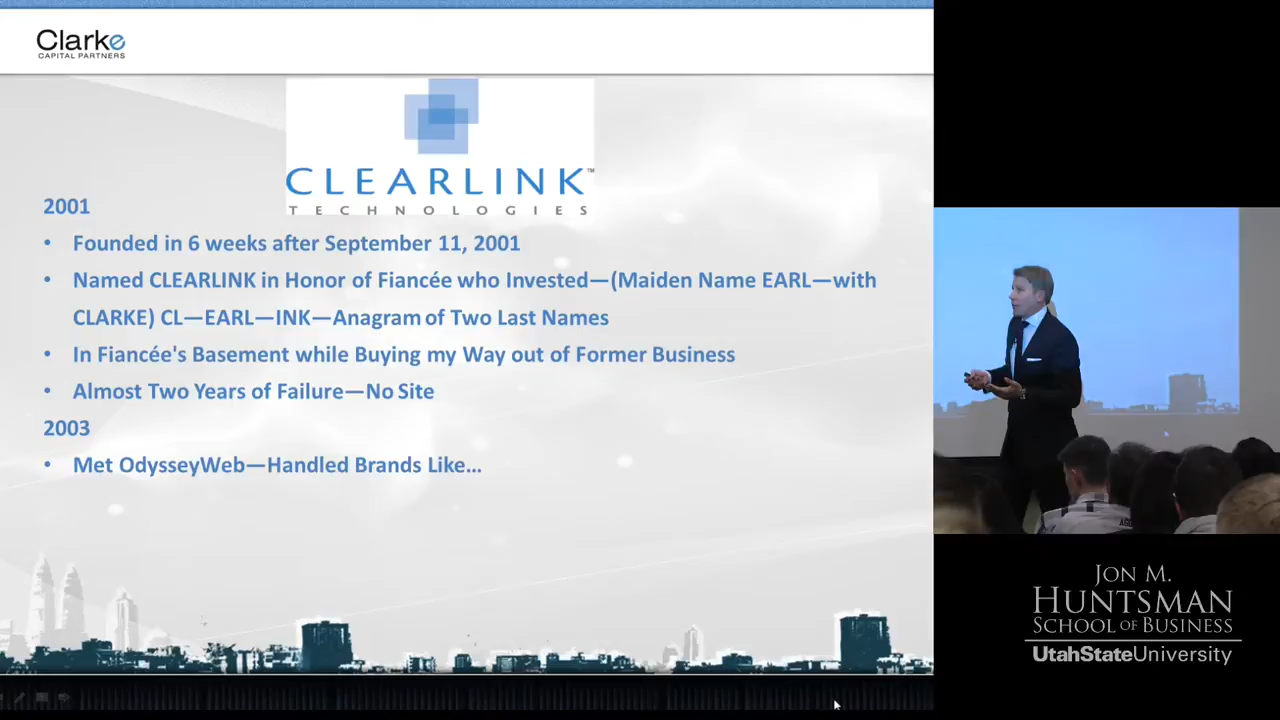 Clarke
CAPITAL PARTNERS
CLEARLINK™
TECHNOLOGIES
2001
• Founded in 6 weeks after September 11, 2001
• Named CLEARLINK in Honor of Fiancée who Invested—(Maiden Name EARL—with
CLARKE) CL—EARL—INK—Anagram of Two Last Names
• In Fiancée's Basement while Buying my Way out of Former Business
• Almost Two Years of Failure—No Site
2003
• Met OdysseyWeb—Handled Brands Like…
JON M.
HUNTSMAN
SCHOOL OF BUSINESS
UtahStateUniversity